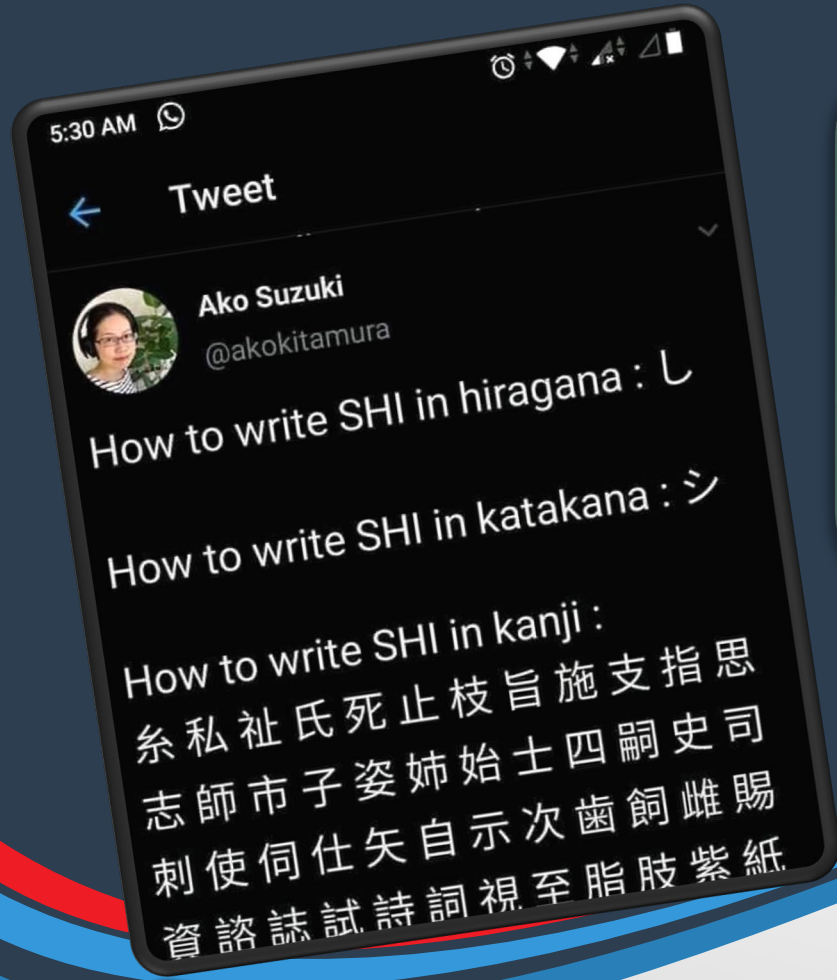 5:30 AM
Tweet
Ako Suzuki
@akokitamura
How to write SHI in hiragana : し
How to write SHI in katakana : シ
How to write SHI in kanji :
糸 私 祉 氏 死 止 枝 旨 施 支 指 思
志 師 市 子 姿 姉 始 士 四 嗣 史 司
刺 使 伺 仕 矢 自 示 次 歯 飼 雌 賜
資 諮 誌 試 詩 詞 視 至 脂 肢 紫 紙